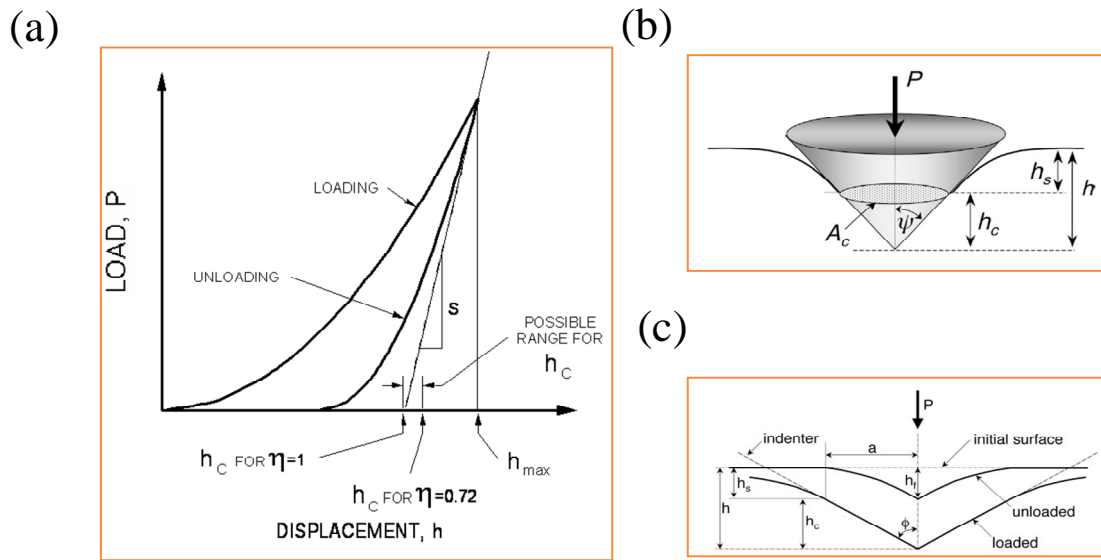 (a)
LOAD, P
LOADING
UNLOADING
S
POSSIBLE
RANGE FOR
h_C
h_C FOR η=1
h_max
h_C FOR η=0.72
DISPLACEMENT, h
(b)
P
h_s
h
h_c
A_c
ψ
(c)
P
indenter
initial surface
a
h_s
h_f
h
h_c
ϕ
unloaded
loaded